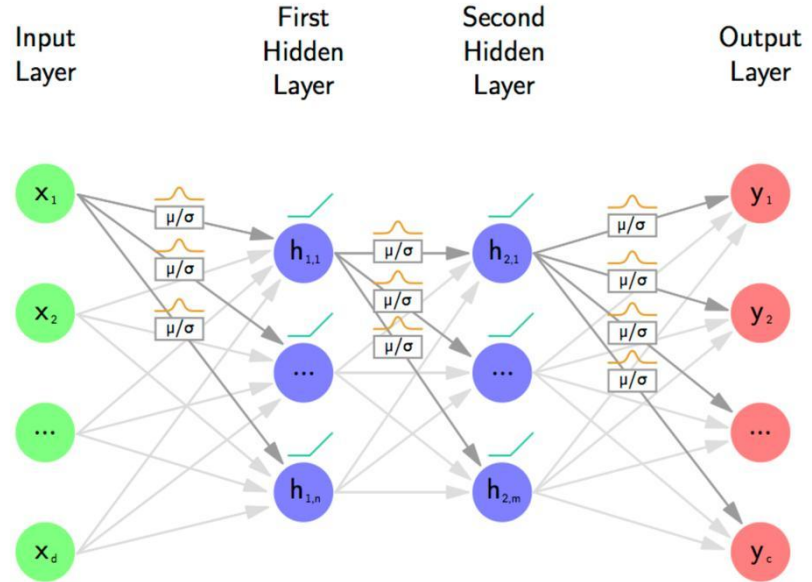 Input
Layer
First
Hidden
Layer
Second
Hidden
Layer
Output
Layer
x1
μ/σ
h1,1
μ/σ
h2,1
μ/σ
y1
μ/σ
μ/σ
μ/σ
x2
μ/σ
μ/σ
μ/σ
y2
...
...
μ/σ
...
...
xd
h1,n
h2,m
yc